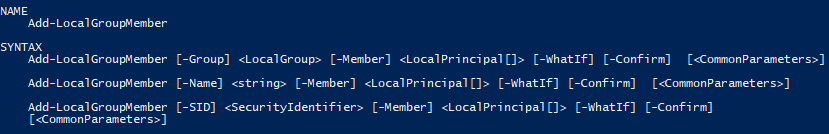 NAME
Add-LocalGroupMember
SYNTAX
Add-LocalGroupMember [-Group] <LocalGroup> [-Member] <LocalPrincipal[]> [-WhatIf] [-Confirm]  [<CommonParameters>]
Add-LocalGroupMember [-Name] <string> [-Member] <LocalPrincipal[]> [-WhatIf] [-Confirm]  [<CommonParameters>]
Add-LocalGroupMember [-SID] <SecurityIdentifier> [-Member] <LocalPrincipal[]> [-WhatIf] [-Confirm]
[<CommonParameters>]